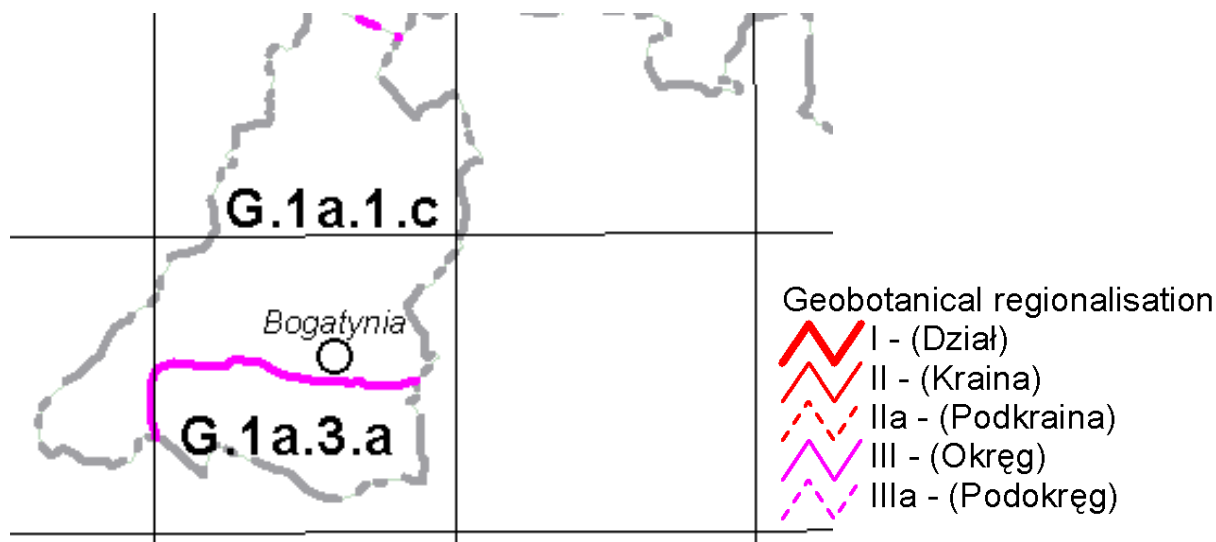 G.1a.1.c
Bogatynia
G.1a.3.a
Geobotanical regionalisation
I - (Dział)
II - (Kraina)
IIa - (Podkraina)
III - (Okręg)
IIIa - (Podokręg)